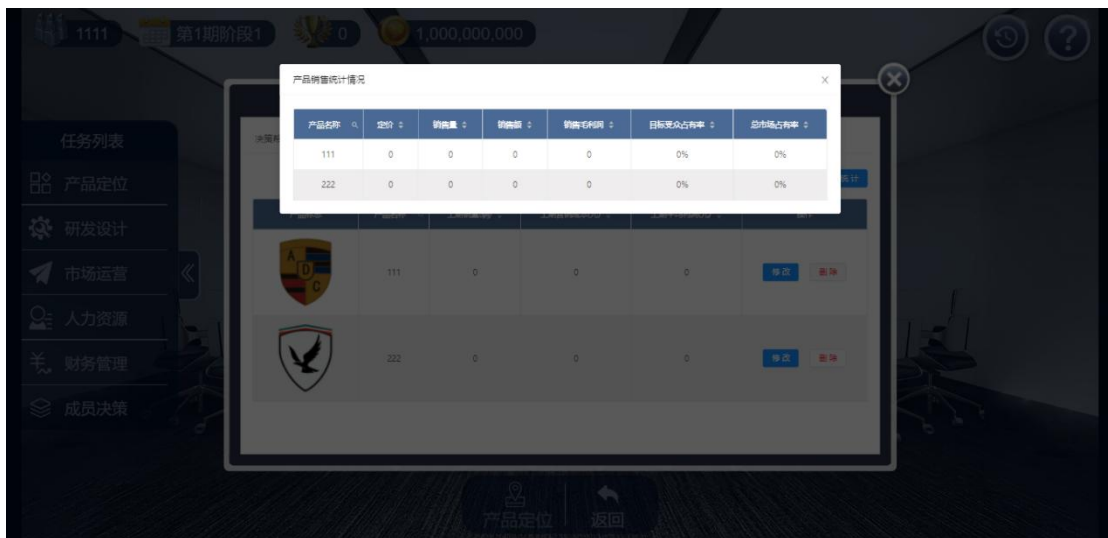 1111 第1期阶段1 0 1,000,000,000
产品销售统计情况
产品名称 定价 销售量 销售额 销售毛利润 目标受众占有率 总市场占有率
111 0 0 0 0 0% 0%
222 0 0 0 0 0% 0%
任务列表
产品定位
研发设计
市场运营
人力资源
财务管理
成员决策
A D C
111 0 0 0 修改 删除
222 0 0 0 修改 删除
产品定位 返回